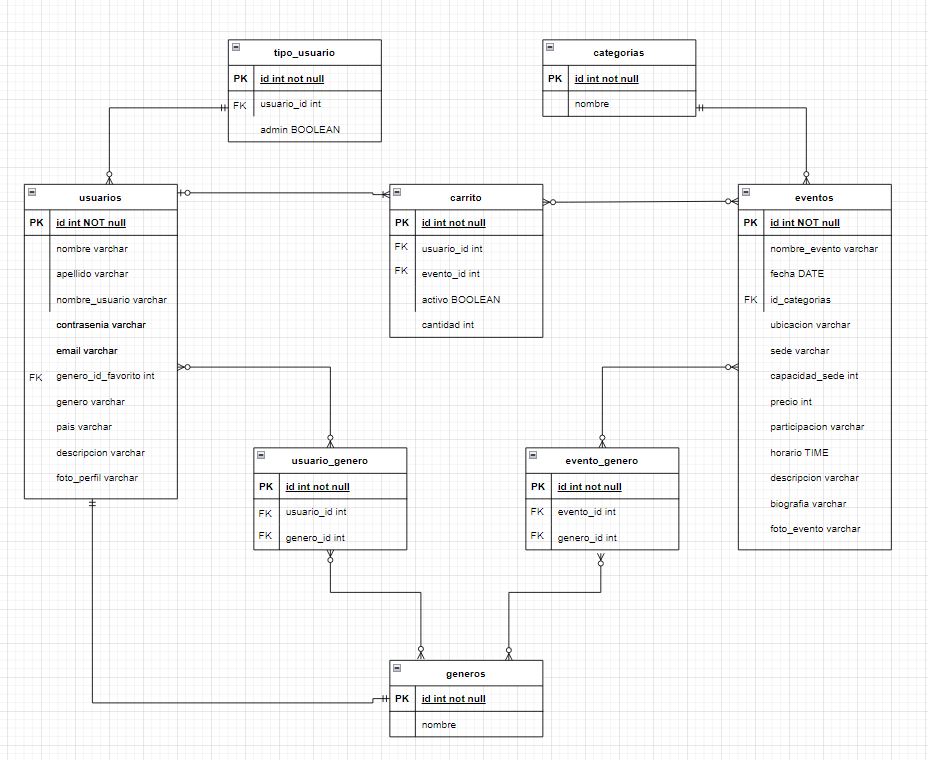 tipo_usuario
PK id int not null
FK usuario_id int
admin BOOLEAN
categorias
PK id int not null
nombre
usuarios
PK id int NOT null
nombre varchar
apellido varchar
nombre_usuario varchar
contrasenia varchar
email varchar
FK genero_id_favorito int
genero varchar
pais varchar
descripcion varchar
foto_perfil varchar
carrito
PK id int not null
FK usuario_id int
FK evento_id int
activo BOOLEAN
cantidad int
eventos
PK id int NOT null
nombre_evento varchar
fecha DATE
FK id_categorias
ubicacion varchar
sede varchar
capacidad_sede int
precio int
participacion varchar
horario TIME
descripcion varchar
biografia varchar
foto_evento varchar
usuario_genero
PK id int not null
FK usuario_id int
FK genero_id int
evento_genero
PK id int not null
FK evento_id int
FK genero_id int
generos
PK id int not null
nombre